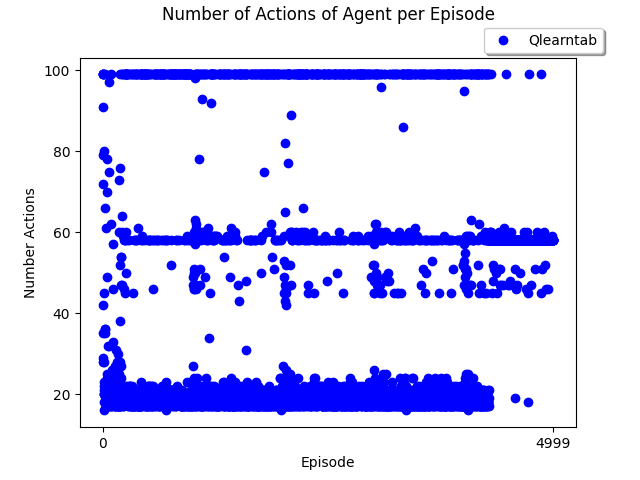 Number of Actions of Agent per Episode
Qlearntab
100
80
60
40
20
Number Actions
0
4999
Episode